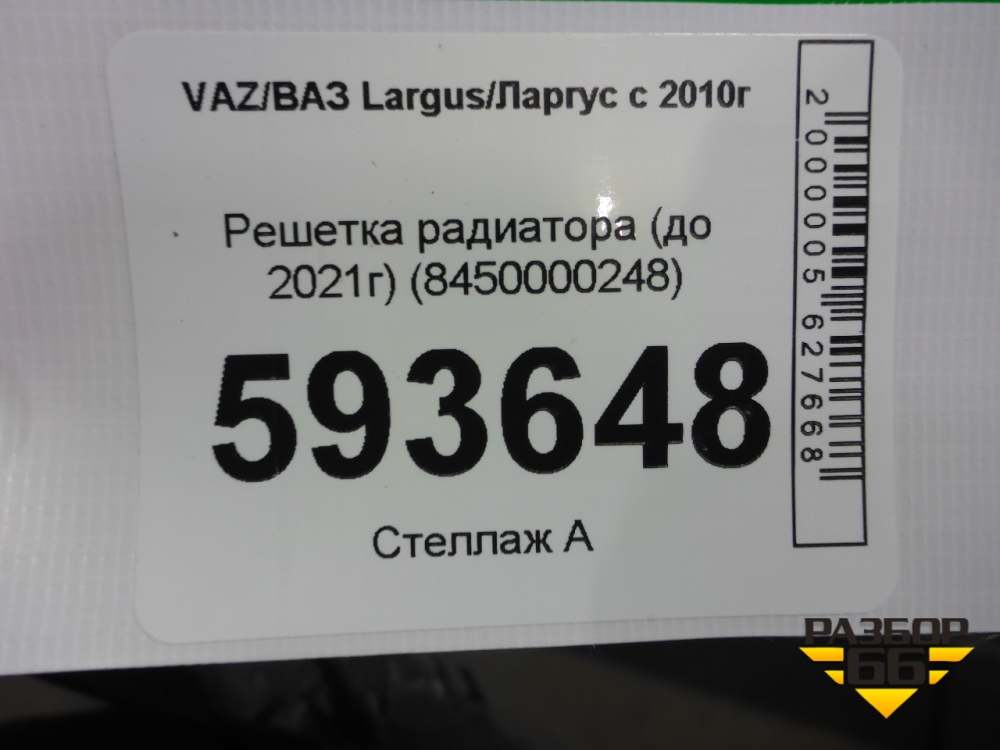 VAZ/ВАЗ Largus/Ларгус с 2010г
Решетка радиатора (до
2021г) (8450000248)
593648
Стеллаж А
2000005627668
РАЗБОР
66